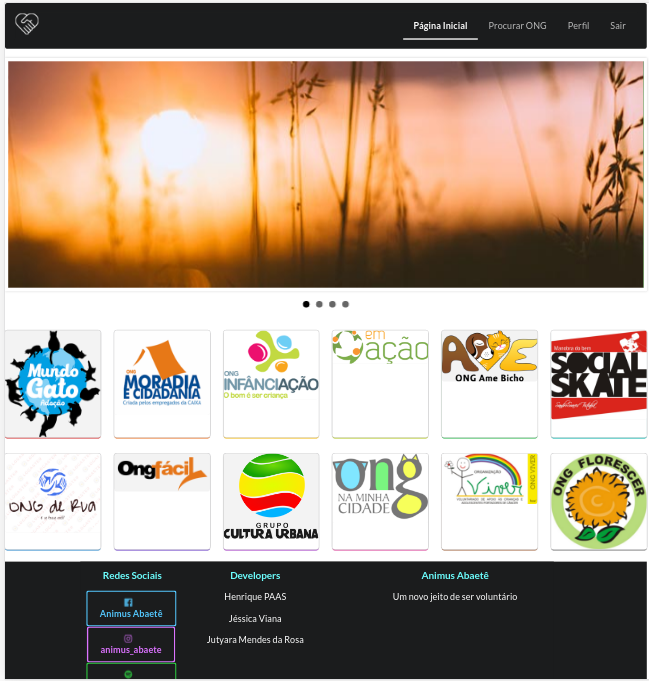 Página Inicial
Procurar ONG
Perfil
Sair
Mundo
Gato
Adoção
ONG
MORADIA
E CIDADANIA
Criada pelos empregados da CAIXA
ONG
INFÂNCIAÇÃO
O bom é ser criança
em
ação
AME
ONG Ame Bicho
Manobra do bem
SOCIAL
SKATE
ONG de Rua
Ongfácil
GRUPO
CULTURA URBANA
ong
NA MINHA
CIDADE
ORGANIZAÇÃO
Viver
ONG VIVER
ONG FLORESCER
Redes Sociais
Animus Abaetê
animus_abaete
Developers
Henrique PAAS
Jéssica Viana
Jutyara Mendes da Rosa
Animus Abaetê
Um novo jeito de ser voluntário